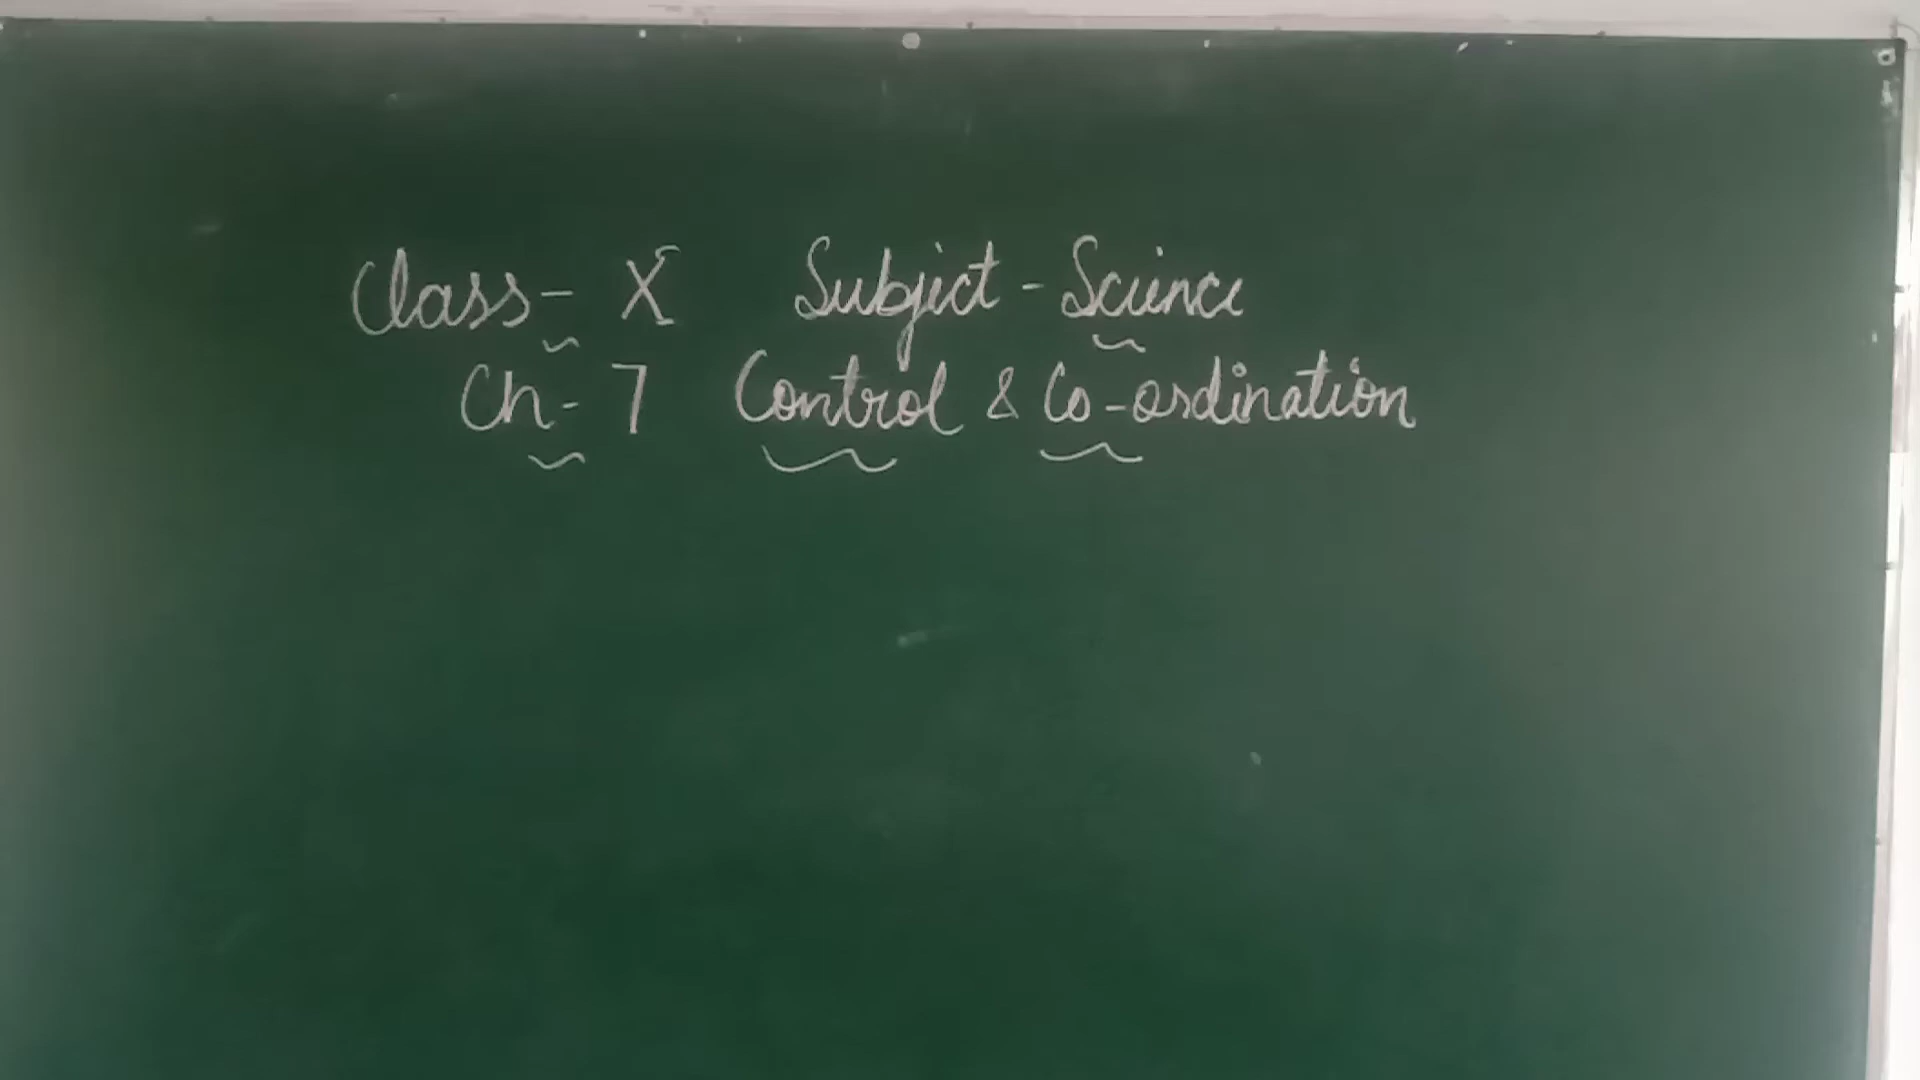 Class- X Subject - Science
Ch- 7 Control & Co-ordination